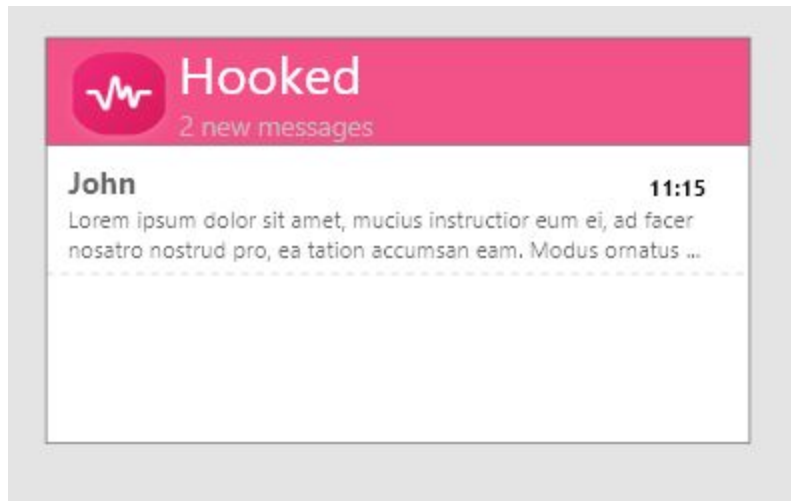 Hooked
2 new messages
John
11:15
Lorem ipsum dolor sit amet, mucius instructior eum ei, ad facer
nosatro nostrud pro, ea tation accumsan eam. Modus ornatus ...